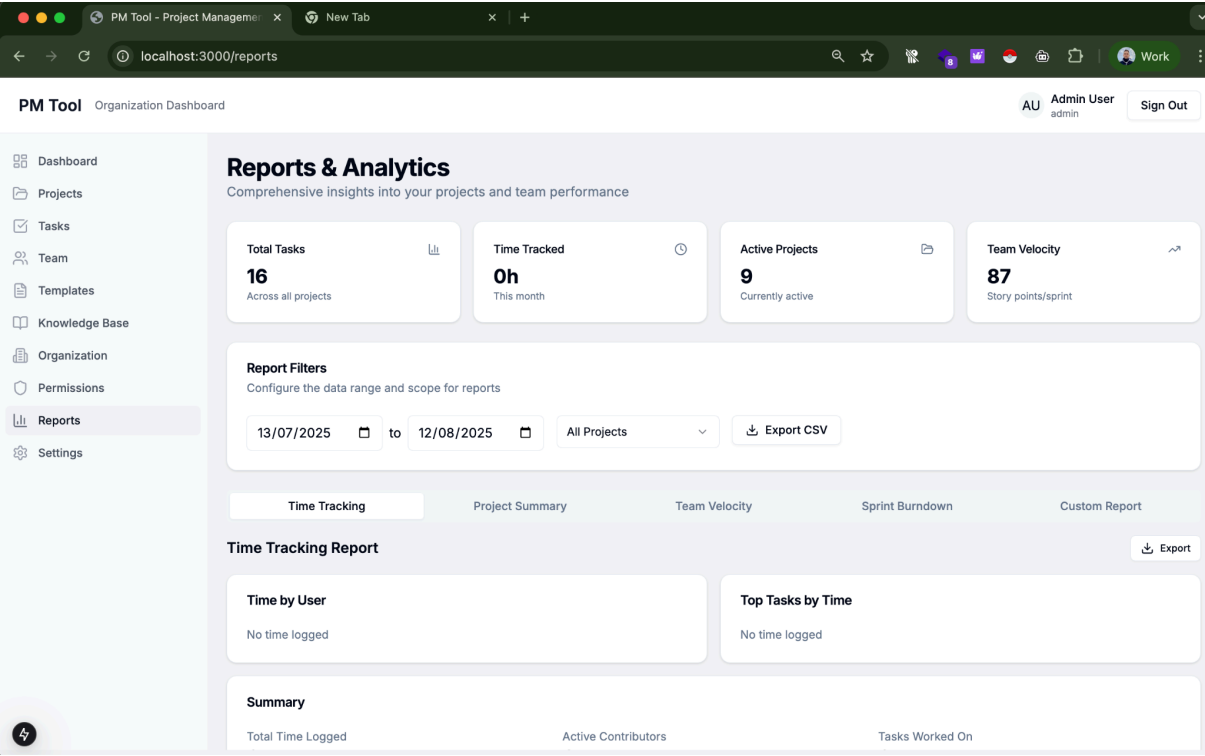 PM Tool - Project Managemen
New Tab
localhost:3000/reports
8
Work
PM Tool
Organization Dashboard
AU
Admin User
admin
Sign Out
Dashboard
Projects
Tasks
Team
Templates
Knowledge Base
Organization
Permissions
Reports
Settings
Reports & Analytics
Comprehensive insights into your projects and team performance
Total Tasks
16
Across all projects
Time Tracked
0h
This month
Active Projects
9
Currently active
Team Velocity
87
Story points/sprint
Report Filters
Configure the data range and scope for reports
13/07/2025 to 12/08/2025 All Projects Export CSV
Time Tracking Project Summary Team Velocity Sprint Burndown Custom Report
Time Tracking Report
Export
Time by User
No time logged
Top Tasks by Time
No time logged
Summary
Total Time Logged Active Contributors Tasks Worked On